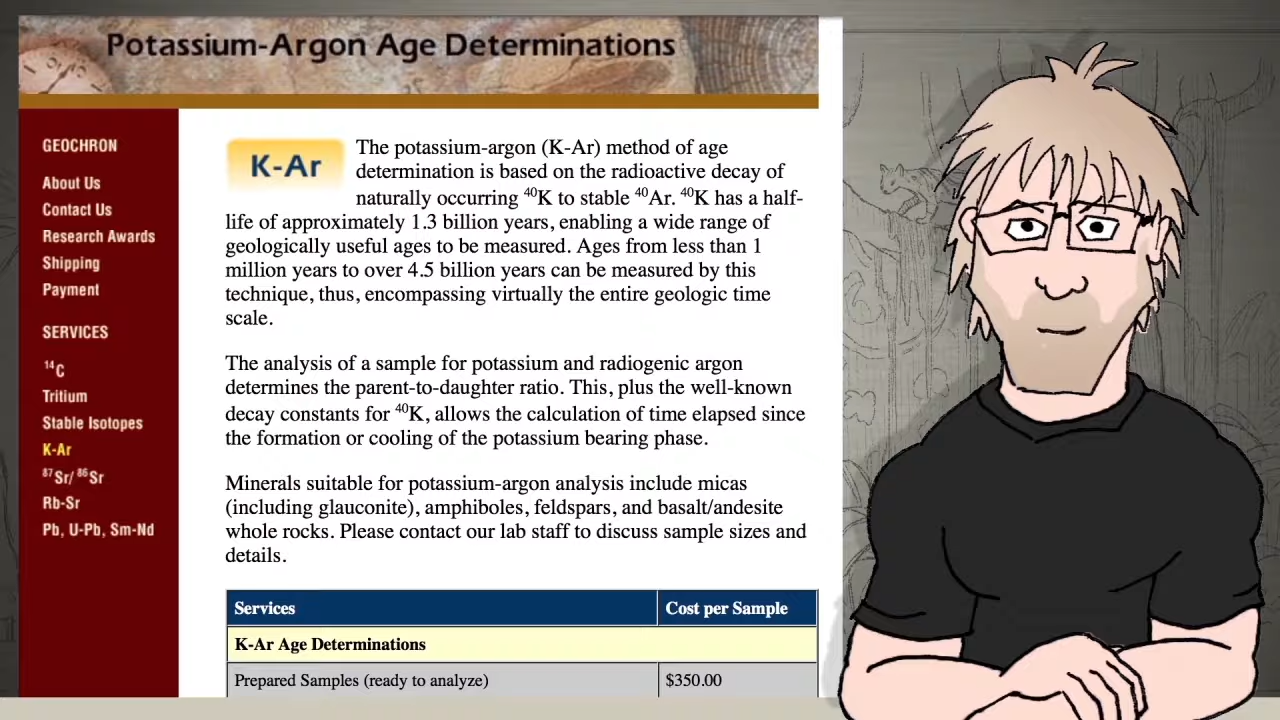 Potassium-Argon Age Determinations
GEOCHRON
About Us
Contact Us
Research Awards
Shipping
Payment
SERVICES
¹⁴C
Tritium
Stable Isotopes
K-Ar
⁸⁷Sr/ ⁸⁶Sr
Rb-Sr
Pb, U-Pb, Sm-Nd
K-Ar
The potassium-argon (K-Ar) method of age
determination is based on the radioactive decay of
naturally occurring ⁴⁰K to stable ⁴⁰Ar. ⁴⁰K has a half-
life of approximately 1.3 billion years, enabling a wide range of
geologically useful ages to be measured. Ages from less than 1
million years to over 4.5 billion years can be measured by this
technique, thus, encompassing virtually the entire geologic time
scale.
The analysis of a sample for potassium and radiogenic argon
determines the parent-to-daughter ratio. This, plus the well-known
decay constants for ⁴⁰K, allows the calculation of time elapsed since
the formation or cooling of the potassium bearing phase.
Minerals suitable for potassium-argon analysis include micas
(including glauconite), amphiboles, feldspars, and basalt/andesite
whole rocks. Please contact our lab staff to discuss sample sizes and
details.
Services Cost per Sample
K-Ar Age Determinations
Prepared Samples (ready to analyze) $350.00